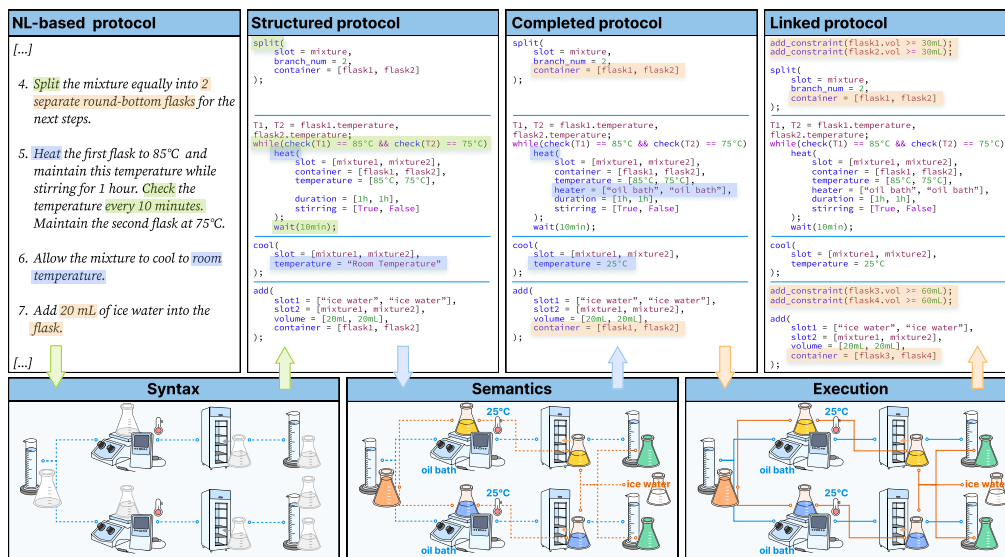 NL-based protocol
[...]
4. Split the mixture equally into 2
separate round-bottom flasks for the
next steps.
5. Heat the first flask to 85℃ and
maintain this temperature while
stirring for 1 hour. Check the
temperature every 10 minutes.
Maintain the second flask at 75℃.
6. Allow the mixture to cool to room
temperature.
7. Add 20 mL of ice water into the
flask.
[...]
Structured protocol
split(
slot = mixture,
branch_num = 2,
container = [flask1, flask2]
);
T1, T2 = flask1.temperature,
flask2.temperature;
while(check(T1) == 85°C && check(T2) == 75°C)
heat(
slot = [mixture1, mixture2],
container = [flask1, flask2],
temperature = [85°C, 75°C],
duration = [1h, 1h],
stirring = [True, False]
);
wait(10min);
cool(
slot = [mixture1, mixture2],
temperature = “Room Temperature”
);
add(
slot1 = [“ice water”, “ice water”],
slot2 = [mixture1, mixture2],
volume = [20mL, 20mL],
container = [flask1, flask2]
);
Completed protocol
split(
slot = mixture,
branch_num = 2,
container = [flask1, flask2]
);
T1, T2 = flask1.temperature,
flask2.temperature;
while(check(T1) == 85°C && check(T2) == 75°C)
heat(
slot = [mixture1, mixture2],
container = [flask1, flask2],
temperature = [85°C, 75°C],
heater = [“oil bath”, “oil bath”],
duration = [1h, 1h],
stirring = [True, False]
);
wait(10min);
cool(
slot = [mixture1, mixture2],
temperature = 25°C
);
add(
slot1 = [“ice water”, “ice water”],
slot2 = [mixture1, mixture2],
volume = [20mL, 20mL],
container = [flask1, flask2]
);
Linked protocol
add_constraint(flask1.vol >= 30mL);
add_constraint(flask2.vol >= 30mL);
split(
slot = mixture,
branch_num = 2,
container = [flask1, flask2]
);
T1, T2 = flask1.temperature,
flask2.temperature;
while(check(T1) == 85°C && check(T2) == 75°C)
heat(
slot = [mixture1, mixture2],
container = [flask1, flask2],
temperature = [85°C, 75°C],
heater = [“oil bath”, “oil bath”],
duration = [1h, 1h],
stirring = [True, False]
);
wait(10min);
cool(
slot = [mixture1, mixture2],
temperature = 25°C
);
add_constraint(flask3.vol >= 60mL);
add_constraint(flask4.vol >= 60mL);
add(
slot1 = [“ice water”, “ice water”],
slot2 = [mixture1, mixture2],
volume = [20mL, 20mL],
container = [flask3, flask4]
);
Syntax
Semantics
25°C
oil bath
ice water
25°C
oil bath
Execution
25°C
oil bath
ice water
25°C
oil bath